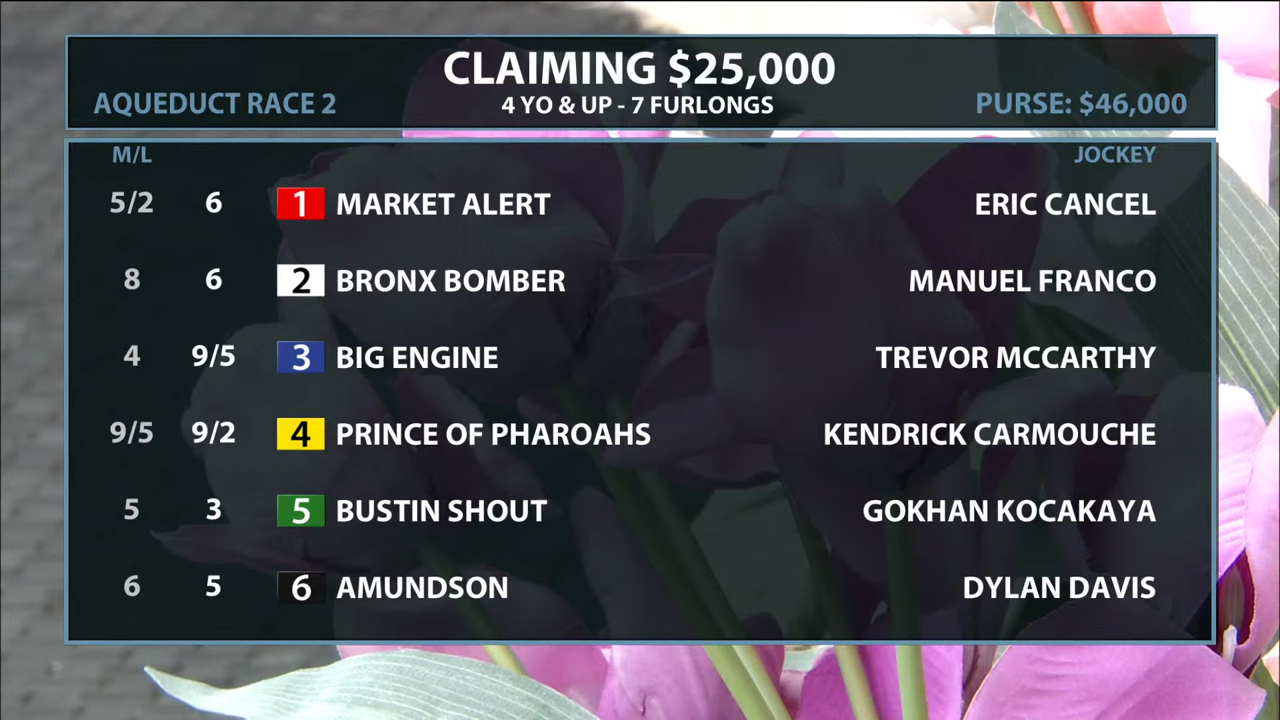 CLAIMING $25,000
AQUEDUCT RACE 2 4 YO & UP - 7 FURLONGS PURSE: $46,000
M/L JOCKEY
5/2 6 1 MARKET ALERT ERIC CANCEL
8 6 2 BRONX BOMBER MANUEL FRANCO
4 9/5 3 BIG ENGINE TREVOR MCCARTHY
9/5 9/2 4 PRINCE OF PHAROAHS KENDRICK CARMOUCHE
5 3 5 BUSTIN SHOUT GOKHAN KOCAKAYA
6 5 6 AMUNDSON DYLAN DAVIS